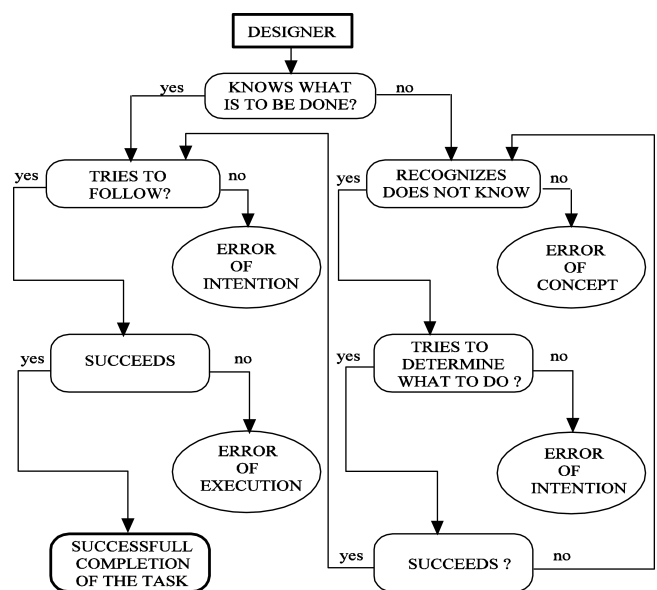 DESIGNER
KNOWS WHAT
IS TO BE DONE?
yes
no
TRIES TO
FOLLOW?
yes
no
ERROR
OF
INTENTION
SUCCEEDS
yes
no
ERROR
OF
EXECUTION
SUCCESSFULL
COMPLETION
OF THE TASK
RECOGNIZES
DOES NOT KNOW
yes
no
ERROR
OF
CONCEPT
TRIES TO
DETERMINE
WHAT TO DO ?
yes
no
ERROR
OF
INTENTION
SUCCEEDS ?
yes
no